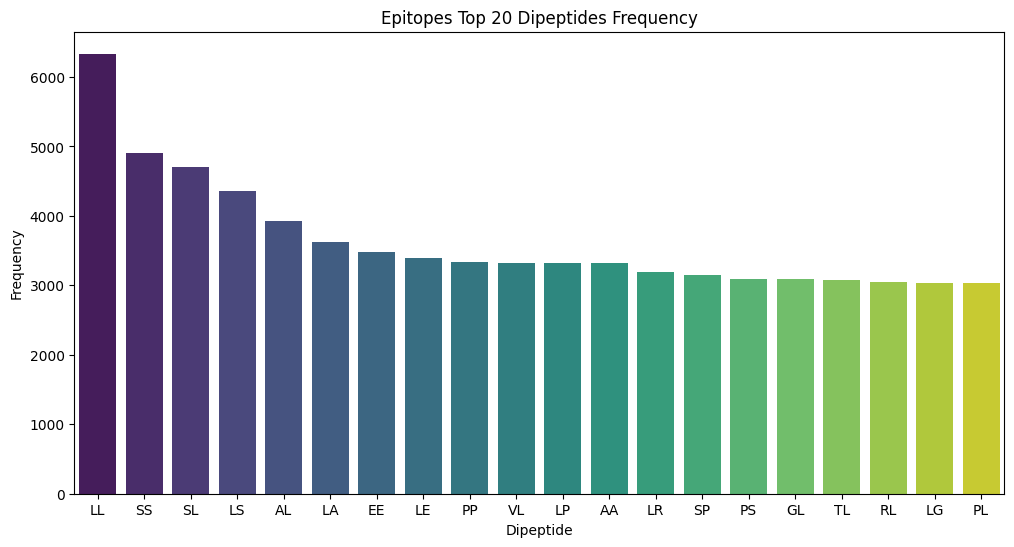 Epitopes Top 20 Dipeptides Frequency
Frequency
6000
5000
4000
3000
2000
1000
0
LL SS SL LS AL LA EE LE PP VL LP AA LR SP PS GL TL RL LG PL
Dipeptide